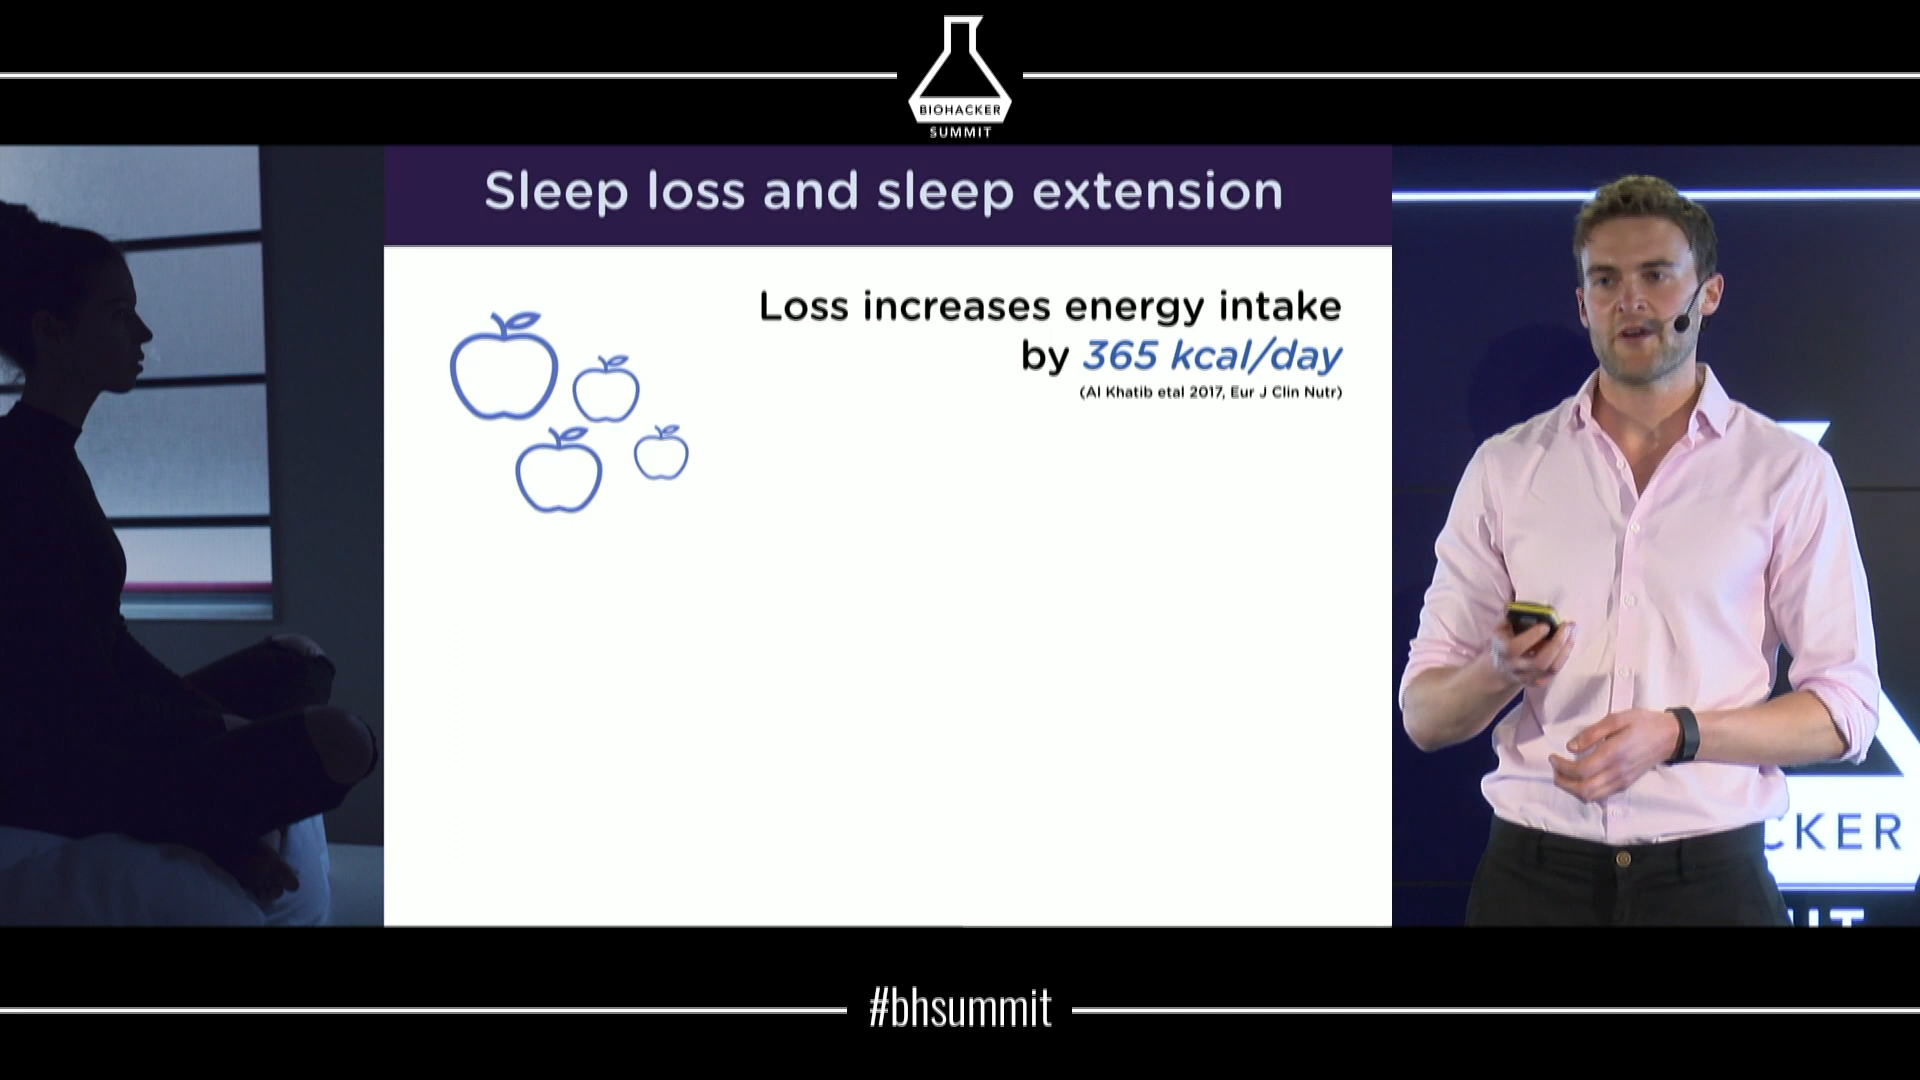 BIOHACKER
SUMMIT
Sleep loss and sleep extension
Loss increases energy intake
by 365 kcal/day
(Al Khatib etal 2017, Eur J Clin Nutr)
CKER
#bhsummit